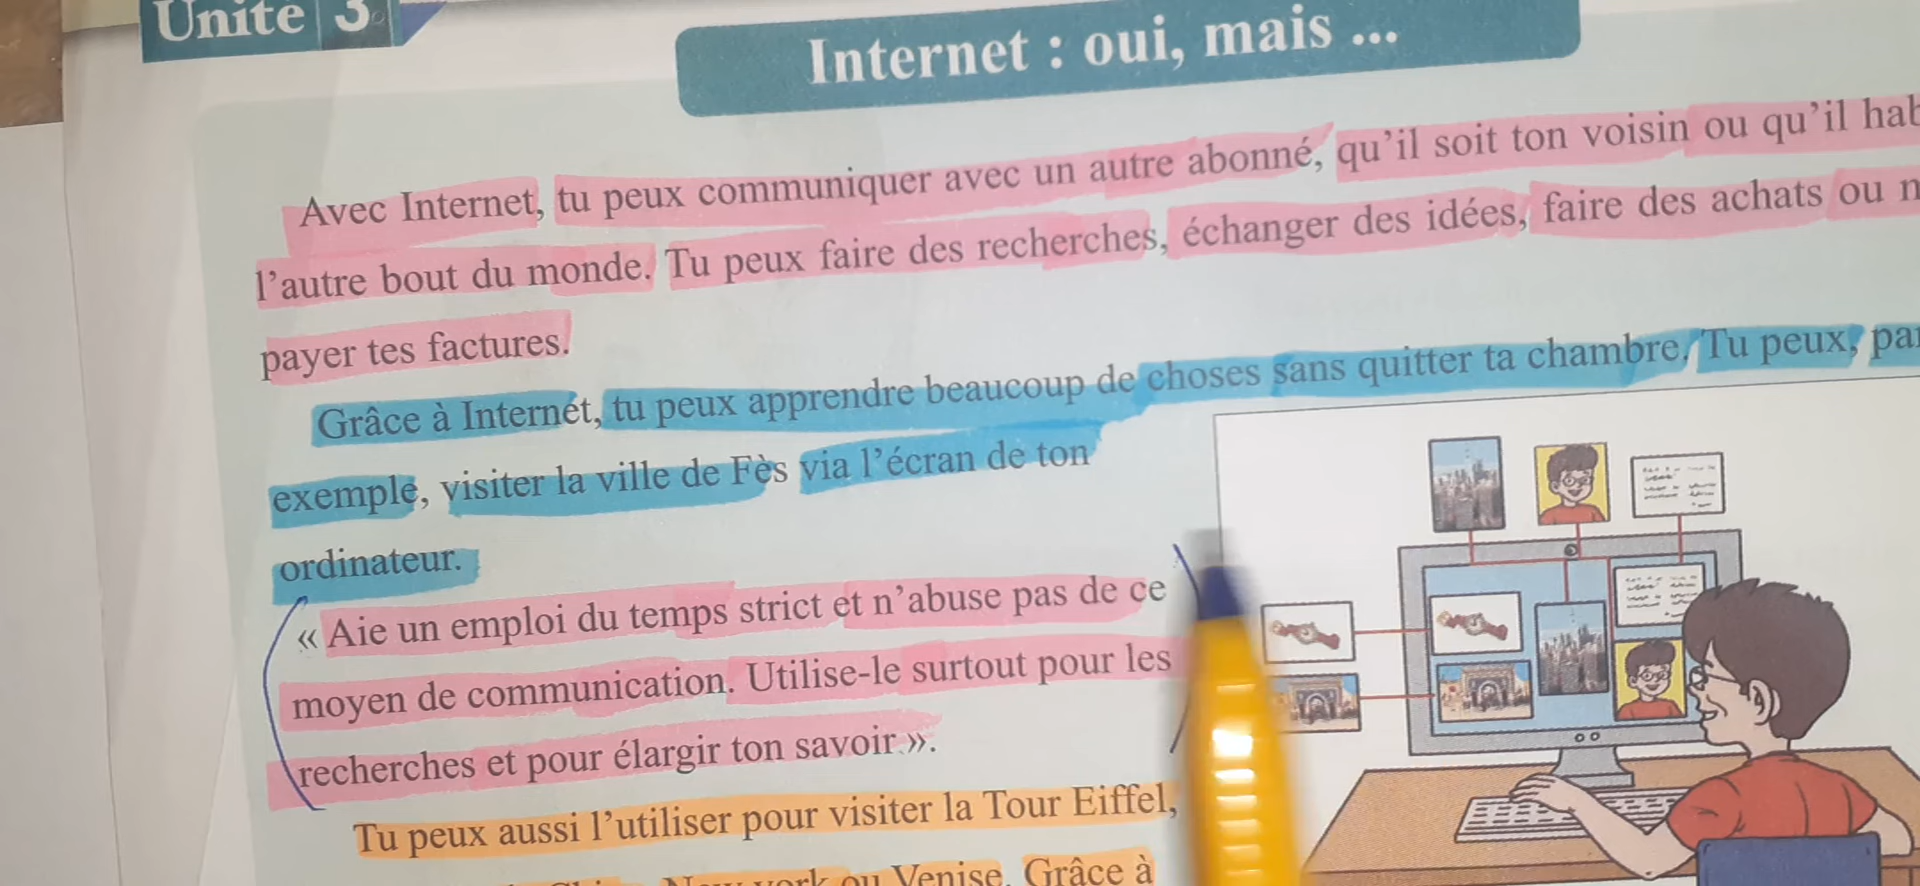 Unité 3
Internet : oui, mais ...
Avec Internet, tu peux communiquer avec un autre abonné, qu'il soit ton voisin ou qu'il
l'autre bout du monde. Tu peux faire des recherches, échanger des idées, faire des achats ou
payer tes factures.
Grâce à Internet, tu peux apprendre beaucoup de choses sans quitter ta chambre. Tu peux,
exemple, visiter la ville de Fès via l'écran de ton
ordinateur.
« Aie un emploi du temps strict et n'abuse pas de ce
moyen de communication. Utilise-le surtout pour les
recherches et pour élargir ton savoir ».
Tu peux aussi l'utiliser pour visiter la Tour Eiffel,
ou Venise. Grâce à